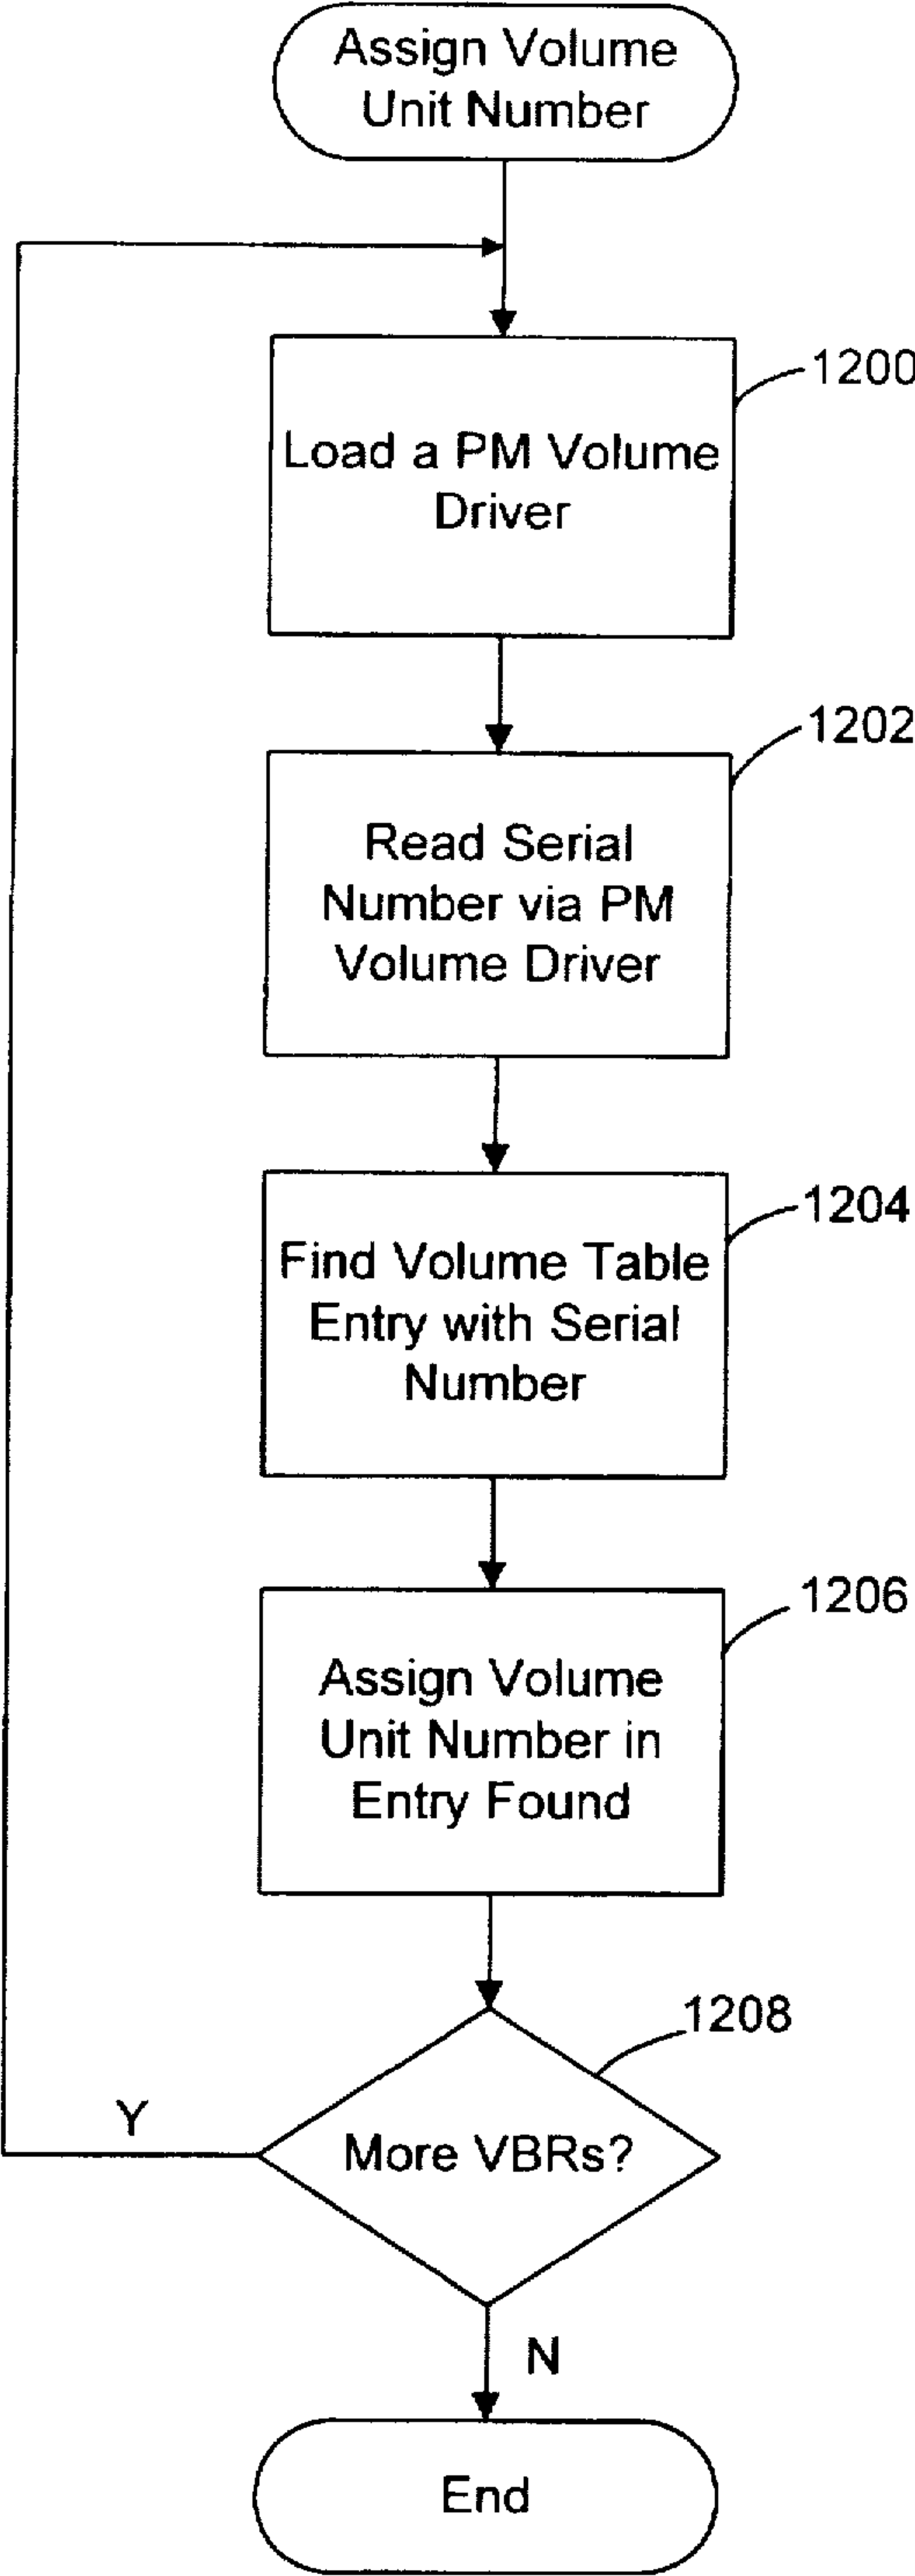 Assign Volume
Unit Number
1200
Load a PM Volume
Driver
1202
Read Serial
Number via PM
Volume Driver
1204
Find Volume Table
Entry with Serial
Number
1206
Assign Volume
Unit Number in
Entry Found
1208
Y
More VBRs?
N
End